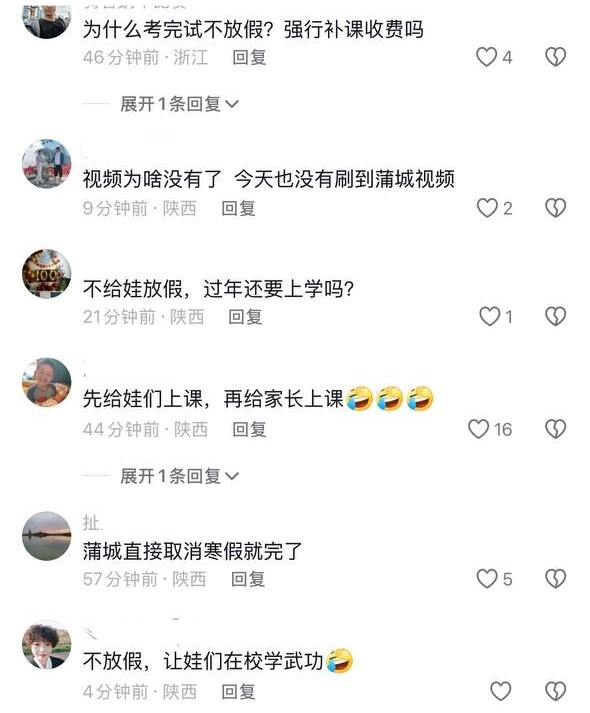 为什么考完试不放假？强行补课收费吗
46分钟前·浙江 回复
4
展开1条回复
视频为啥没有了 今天也没有刷到蒲城视频
9分钟前·陕西 回复
2
100
不给娃放假，过年还要上学吗？
21分钟前·陕西 回复
1
先给娃们上课，再给家长上课🤣🤣🤣
44分钟前·陕西 回复
16
展开1条回复
扯.
蒲城直接取消寒假就完了
57分钟前·陕西 回复
5
不放假，让娃们在校学武功🤣
4分钟前·陕西 回复